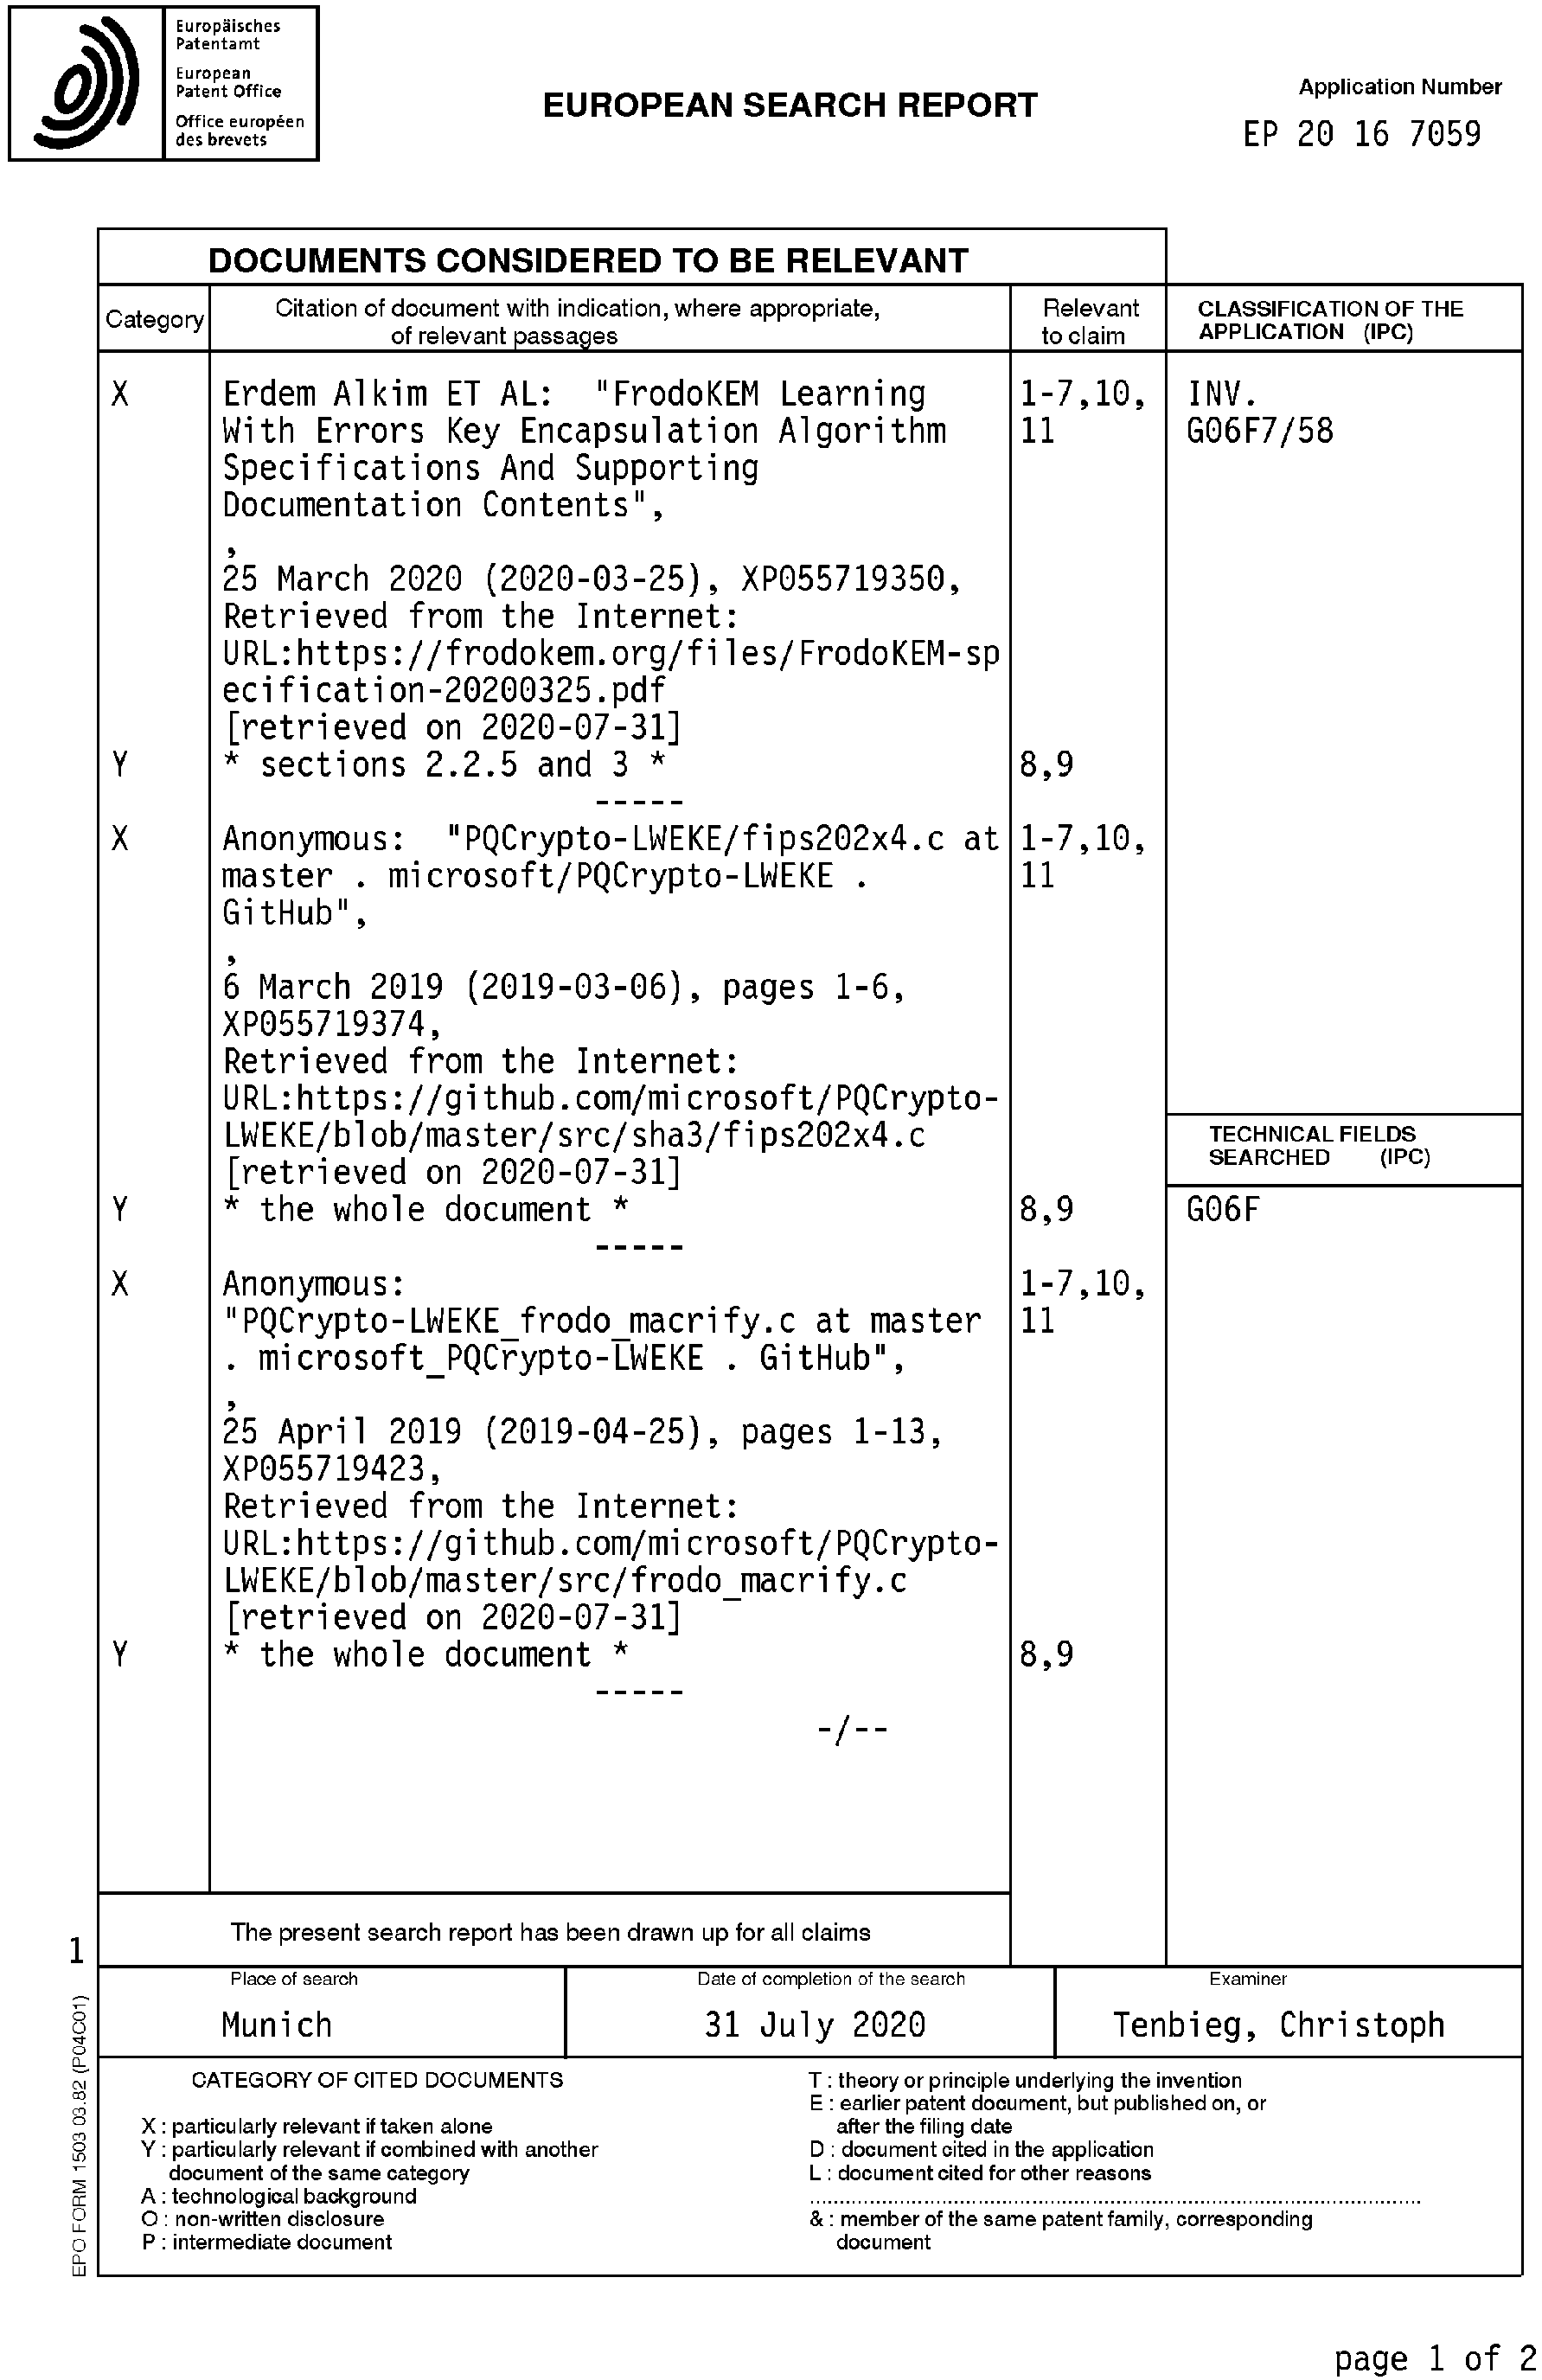 Europäisches
Patentamt
European
Patent Office
Office européen
des brevets
EUROPEAN SEARCH REPORT
Application Number
EP 20 16 7059
DOCUMENTS CONSIDERED TO BE RELEVANT
Category
Citation of document with indication, where appropriate,
of relevant passages
Relevant
to claim
CLASSIFICATION OF THE
APPLICATION (IPC)
X Erdem Alkim ET AL: "FrodoKEM Learning 1-7,10, INV.
With Errors Key Encapsulation Algorithm 11 G06F7/58
Specifications And Supporting
Documentation Contents",
,
25 March 2020 (2020-03-25), XP055719350,
Retrieved from the Internet:
URL:https://frodokem.org/files/FrodoKEM-sp
ecification-20200325.pdf
[retrieved on 2020-07-31]
Y * sections 2.2.5 and 3 * 8,9
-----
X Anonymous: "PQCrypto-LWEKE/fips202x4.c at 1-7,10,
master . microsoft/PQCrypto-LWEKE . 11
GitHub",
,
6 March 2019 (2019-03-06), pages 1-6,
XP055719374,
Retrieved from the Internet:
URL:https://github.com/microsoft/PQCrypto-
LWEKE/blob/master/src/sha3/fips202x4.c
[retrieved on 2020-07-31]
TECHNICAL FIELDS
SEARCHED (IPC)
Y * the whole document * 8,9 G06F
-----
X Anonymous: 1-7,10,
"PQCrypto-LWEKE_frodo_macrify.c at master 11
. microsoft_PQCrypto-LWEKE . GitHub",
,
25 April 2019 (2019-04-25), pages 1-13,
XP055719423,
Retrieved from the Internet:
URL:https://github.com/microsoft/PQCrypto-
LWEKE/blob/master/src/frodo_macrify.c
[retrieved on 2020-07-31]
Y * the whole document * 8,9
-----
-/--
The present search report has been drawn up for all claims
1
Place of search
Date of completion of the search
Examiner
Munich
31 July 2020
Tenbieg, Christoph
CATEGORY OF CITED DOCUMENTS
X : particularly relevant if taken alone
Y : particularly relevant if combined with another
document of the same category
A : technological background
O : non-written disclosure
P : intermediate document
T : theory or principle underlying the invention
E : earlier patent document, but published on, or
after the filing date
D : document cited in the application
L : document cited for other reasons
& : member of the same patent family, corresponding
document
EPO FORM 1503 03.82 (P04C01)
page 1 of 2